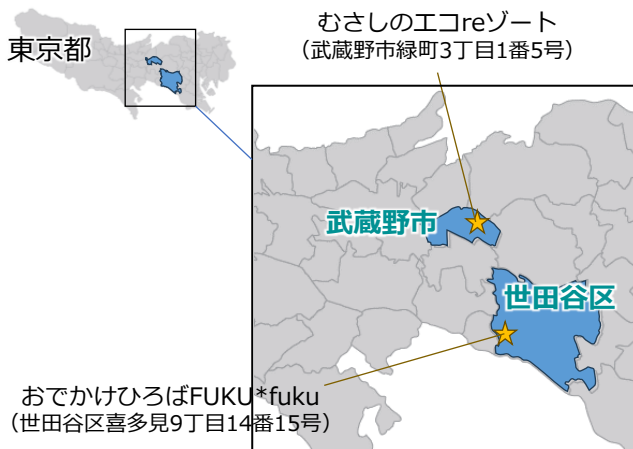 東京都
むさしのエコreゾート
（武蔵野市緑町3丁目1番5号）
武蔵野市
世田谷区
おでかけひろばFUKU*fuku
（世田谷区喜多見9丁目14番15号）